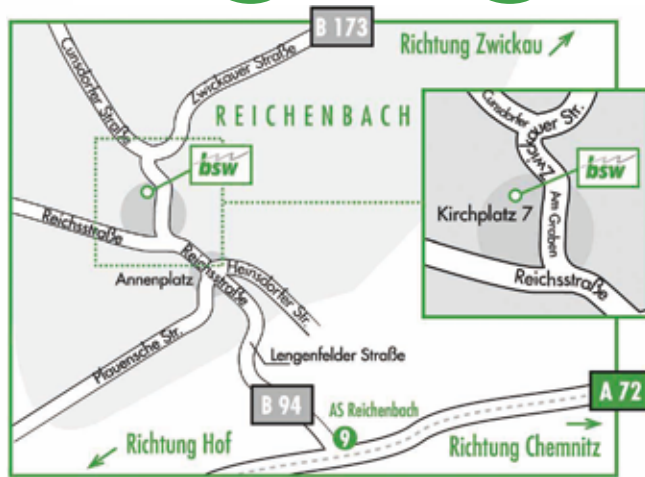 B 173
Richtung Zwickau
Cunsdorfer Straße
Zwickauer Straße
REICHENBACH
bsw
Reichsstraße
Annenplatz
Reichsstraße
Heinsdorfer Str.
Plauensche Str.
Lengenfelder Straße
B 94
AS Reichenbach
9
A 72
Richtung Hof
Richtung Chemnitz
Cunsdorfer
Zwickauer Str.
bsw
Kirchplatz 7
Am Graben
Reichsstraße